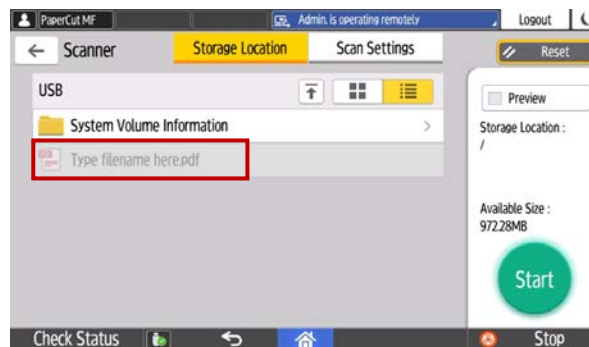 PaperCut MF
Admin. is operating remotely
Logout
Scanner
Storage Location
Scan Settings
Reset
USB
Preview
System Volume Information
Storage Location :
/
Type filename here.pdf
Available Size :
972.28MB
Start
Check Status
Stop